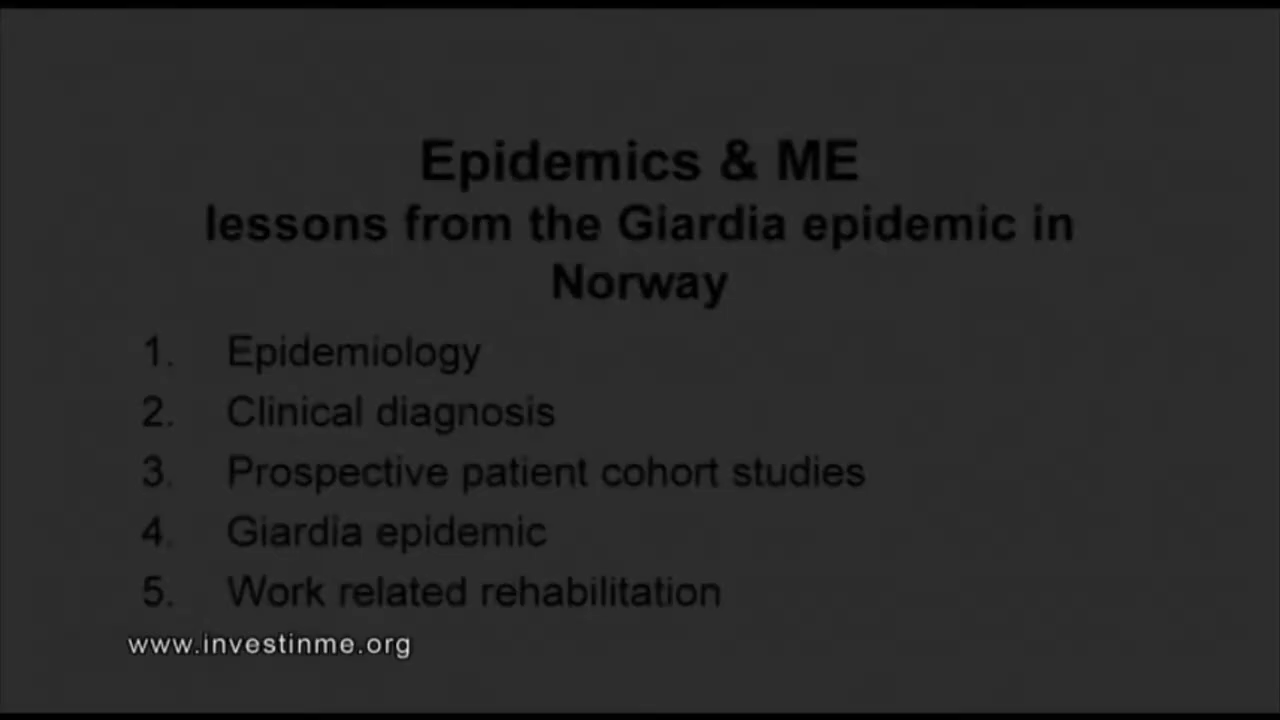 Epidemics & ME
lessons from the Giardia epidemic in
Norway
1. Epidemiology
2. Clinical diagnosis
3. Prospective patient cohort studies
4. Giardia epidemic
5. Work related rehabilitation
www.investinme.org